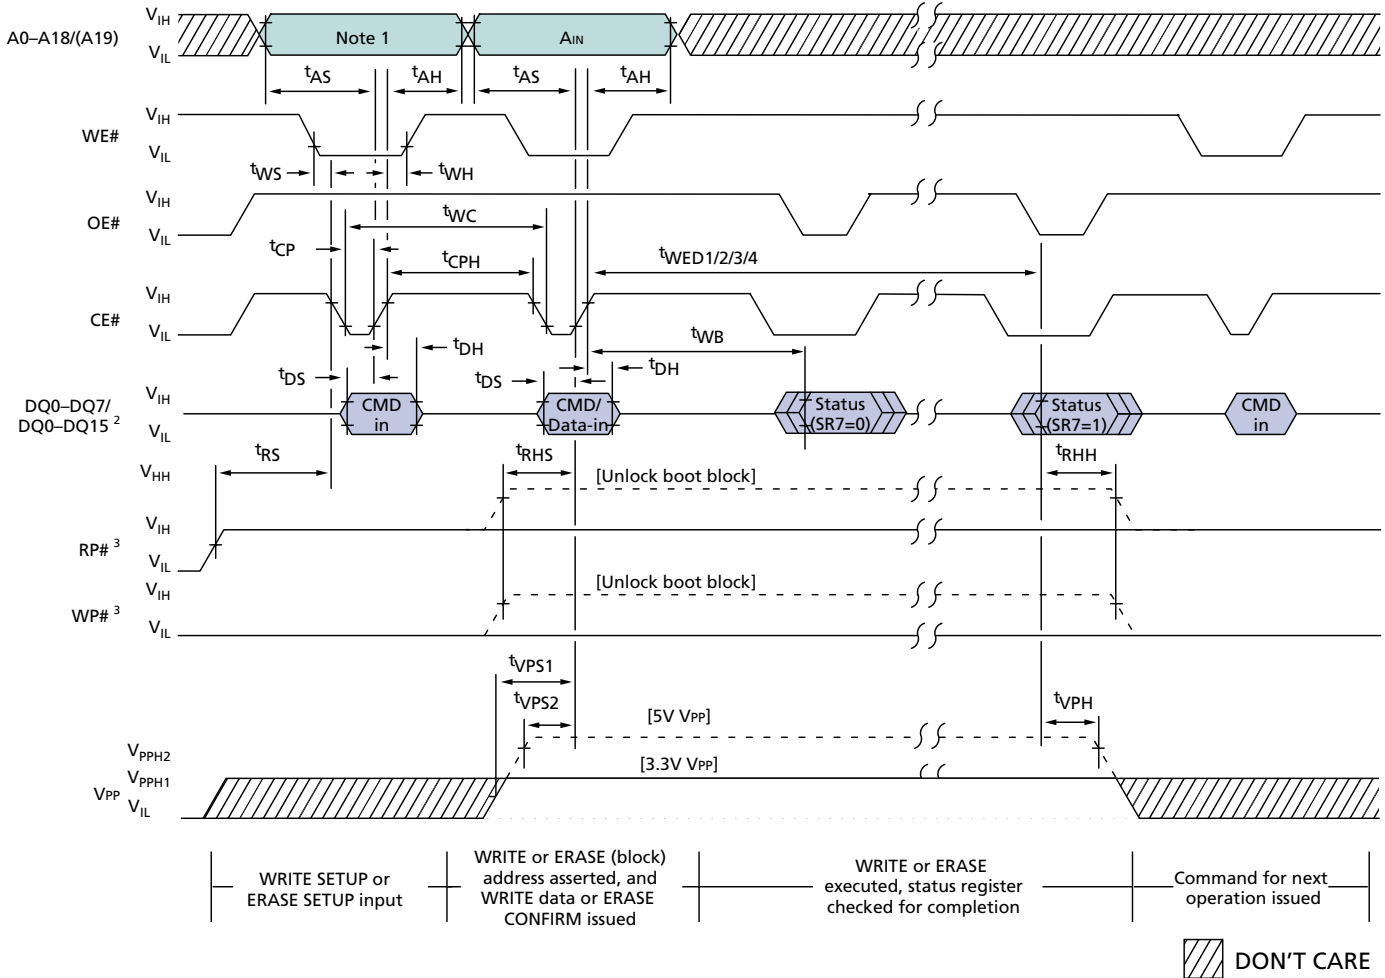 A0–A18/(A19)
VIH
VIL
Note 1
AIN
tAS
tAH
tAS
tAH
WE#
VIH
VIL
tWS
tWH
OE#
VIH
VIL
tWC
tCP
tCPH
tWED1/2/3/4
CE#
VIH
VIL
tWB
tDH
tDS
tDS
tDH
DQ0–DQ7/
DQ0–DQ15 2
VIH
VIL
CMD
in
CMD/
Data-in
Status
(SR7=0)
Status
(SR7=1)
CMD
in
tRS
tRHS
tRHH
VHH
[Unlock boot block]
RP# 3
VIH
VIL
WP# 3
VIH
VIL
[Unlock boot block]
tVPS1
tVPS2
[5V VPP]
tVPH
VPPH2
VPPH1
[3.3V VPP]
VPP
VIL
WRITE SETUP or
ERASE SETUP input
WRITE or ERASE (block)
address asserted, and
WRITE data or ERASE
CONFIRM issued
WRITE or ERASE
executed, status register
checked for completion
Command for next
operation issued
DON'T CARE